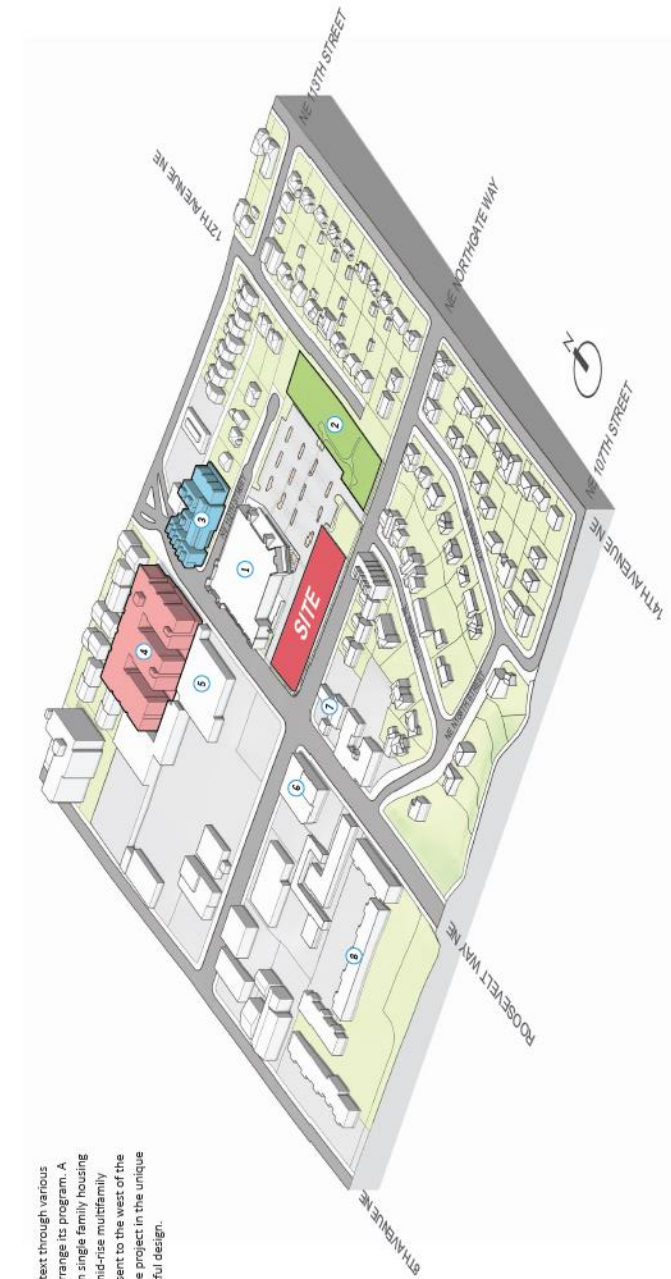 text through various
rrange its program. A
n single family housing
nid-rise multifamily
sent to the west of the
e project in the unique
ful design.
NE 113TH STREET
12TH AVENUE NE
NE NORTHGATE WAY
N
NE 107TH STREET
14TH AVENUE NE
ROOSEVELT WAY NE
8TH AVENUE NE
SITE
1
2
3
4
5
6
7
8